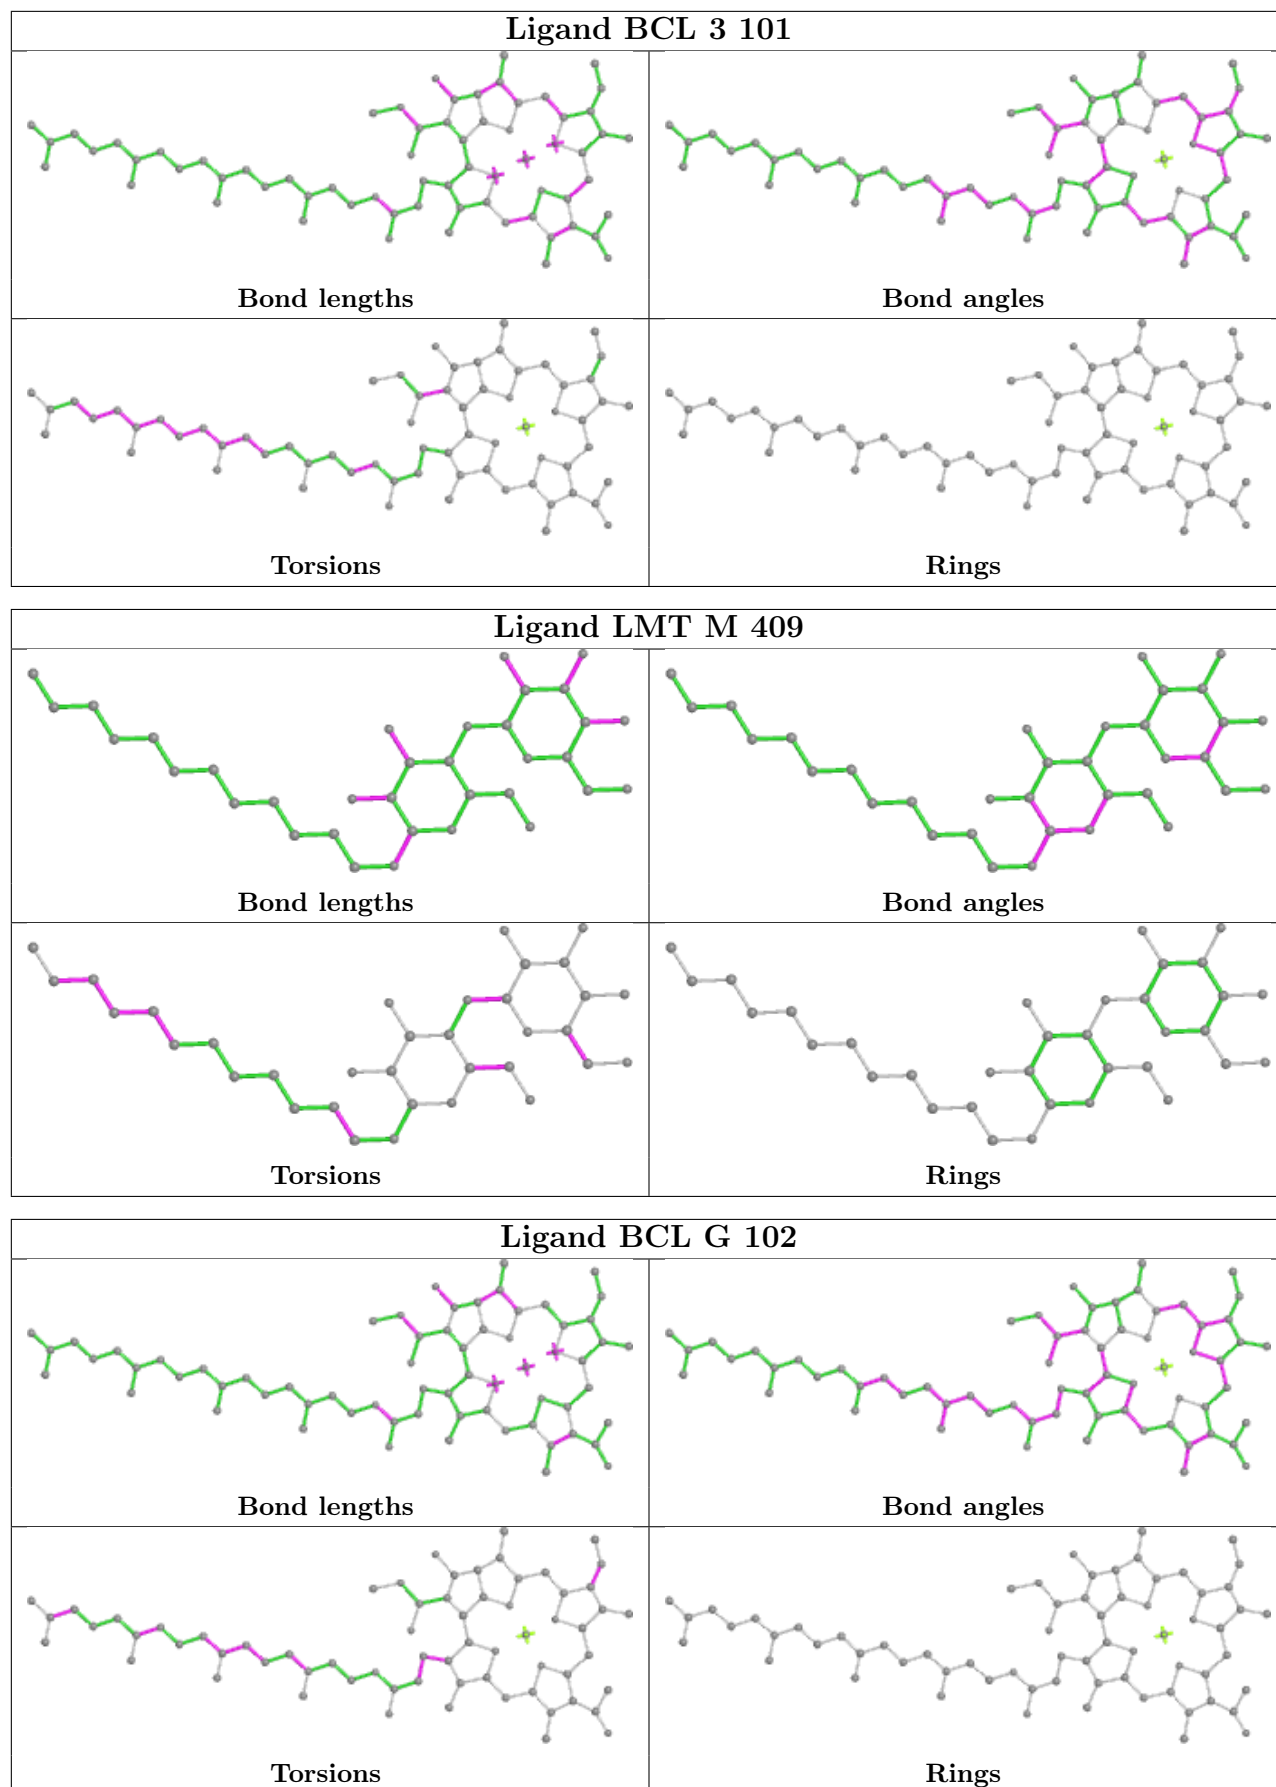 Ligand BCL 3 101
Bond lengths
Bond angles
Torsions
Rings
Ligand LMT M 409
Bond lengths
Bond angles
Torsions
Rings
Ligand BCL G 102
Bond lengths
Bond angles
Torsions
Rings